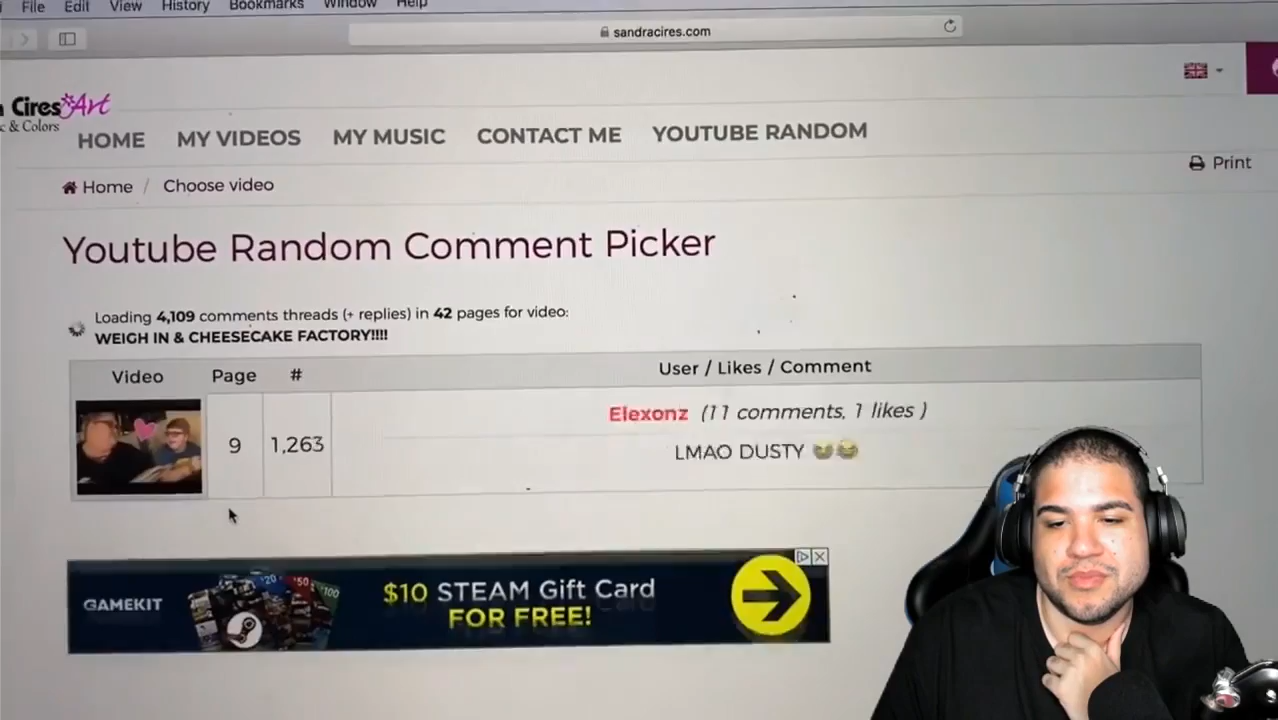 File Edit View History Bookmarks Window Help
sandracires.com
Cires Art
c & Colors
HOME MY VIDEOS MY MUSIC CONTACT ME YOUTUBE RANDOM
Print
Home / Choose video
Youtube Random Comment Picker
Loading 4,109 comments threads (+ replies) in 42 pages for video:
WEIGH IN & CHEESECAKE FACTORY!!!!
Video Page # User / Likes / Comment
9 1,263 Elexonz (11 comments, 1 likes )
LMAO DUSTY 😂😂
GAMEKIT
$20 $50 $100
$10 STEAM Gift Card
FOR FREE!